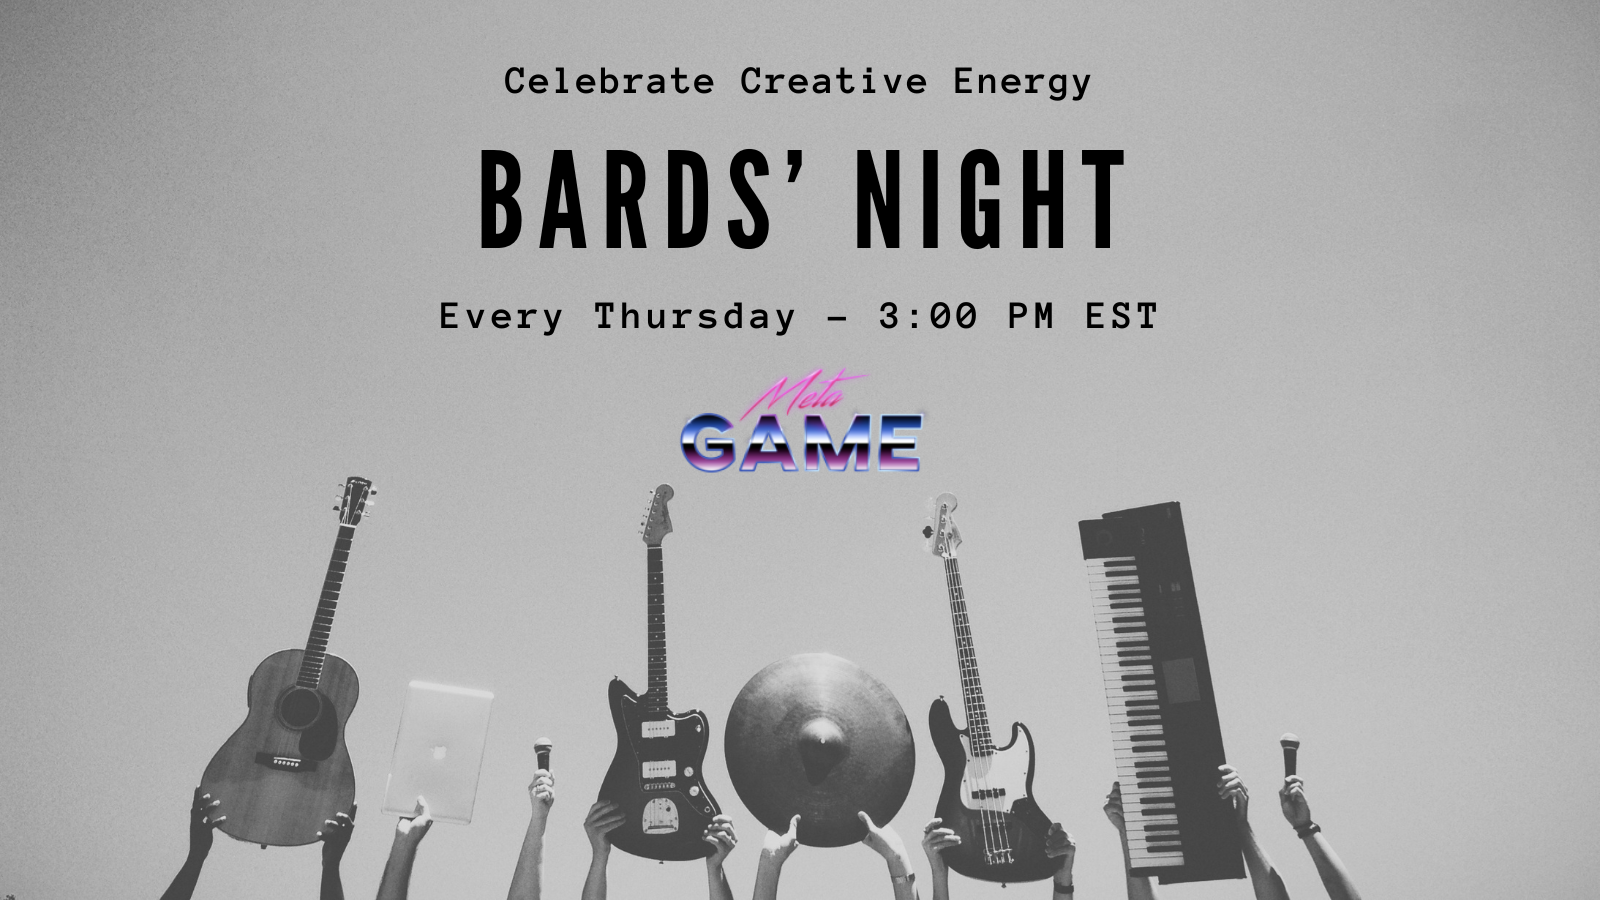 Celebrate Creative Energy
BARDS’ NIGHT
Every Thursday – 3:00 PM EST
Meta
GAME